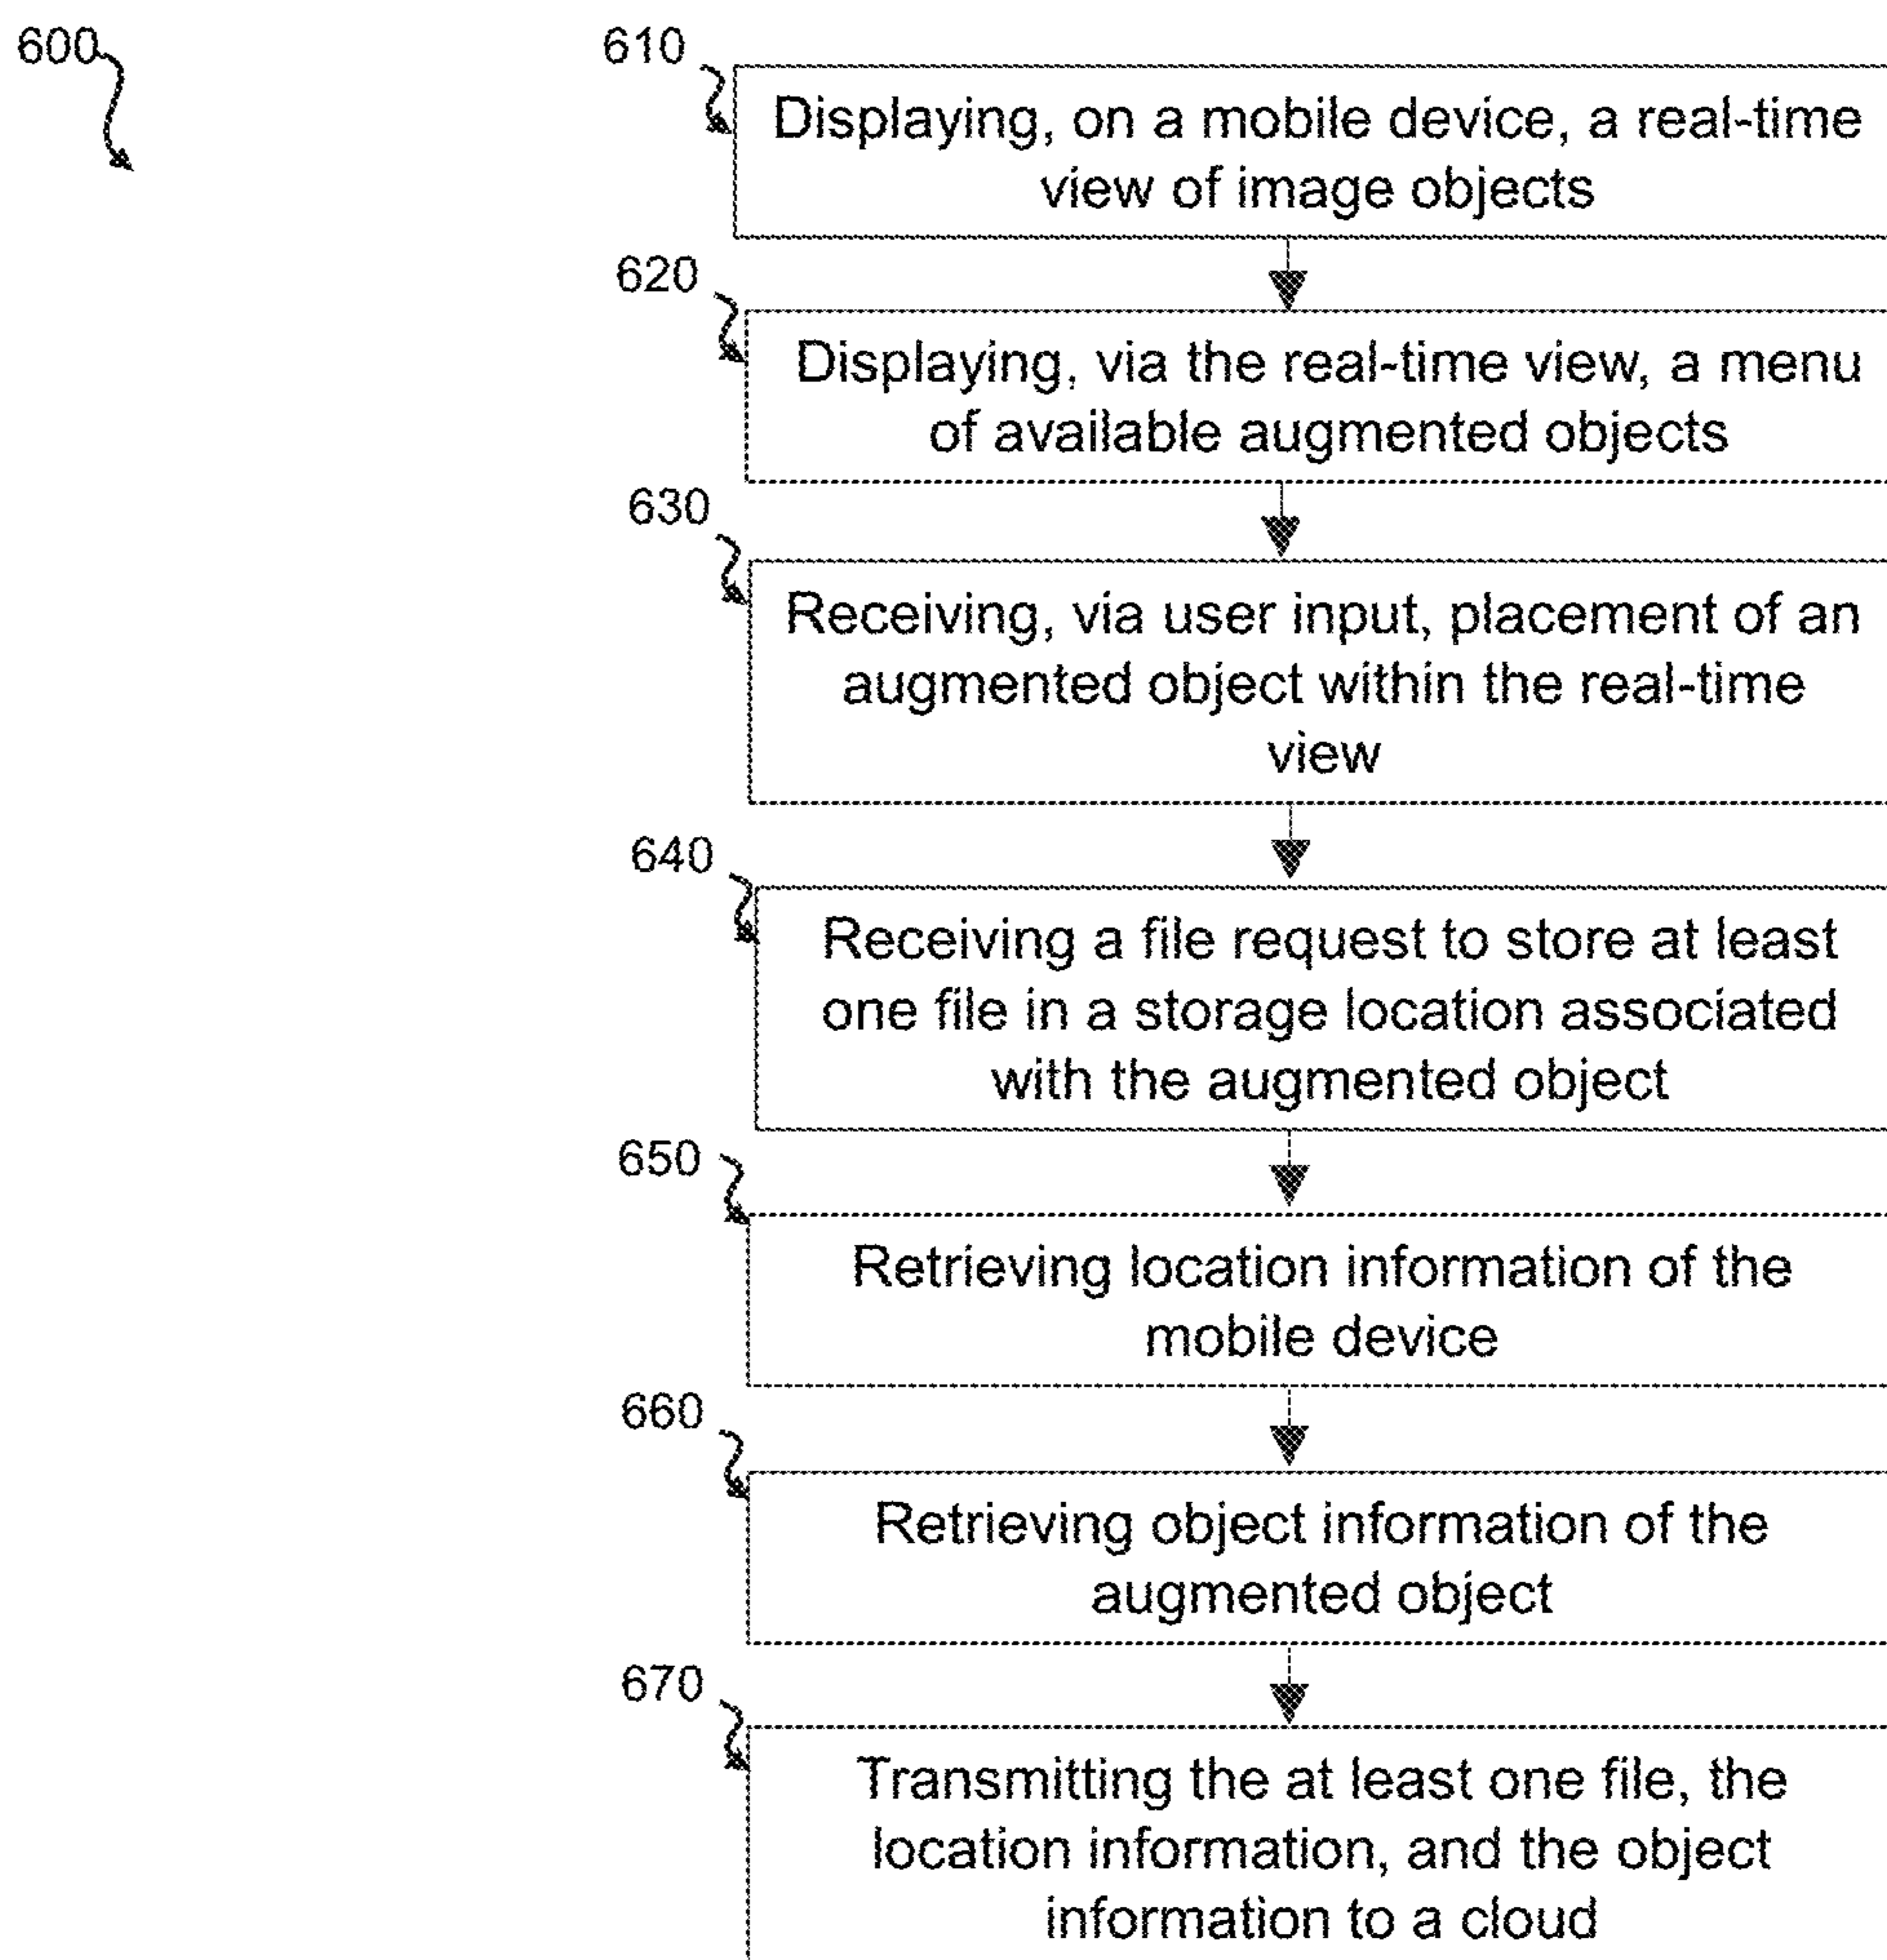 600
610
Displaying, on a mobile device, a real-time
view of image objects
620
Displaying, via the real-time view, a menu
of available augmented objects
630
Receiving, via user input, placement of an
augmented object within the real-time
view
640
Receiving a file request to store at least
one file in a storage location associated
with the augmented object
650
Retrieving location information of the
mobile device
660
Retrieving object information of the
augmented object
670
Transmitting the at least one file, the
location information, and the object
information to a cloud